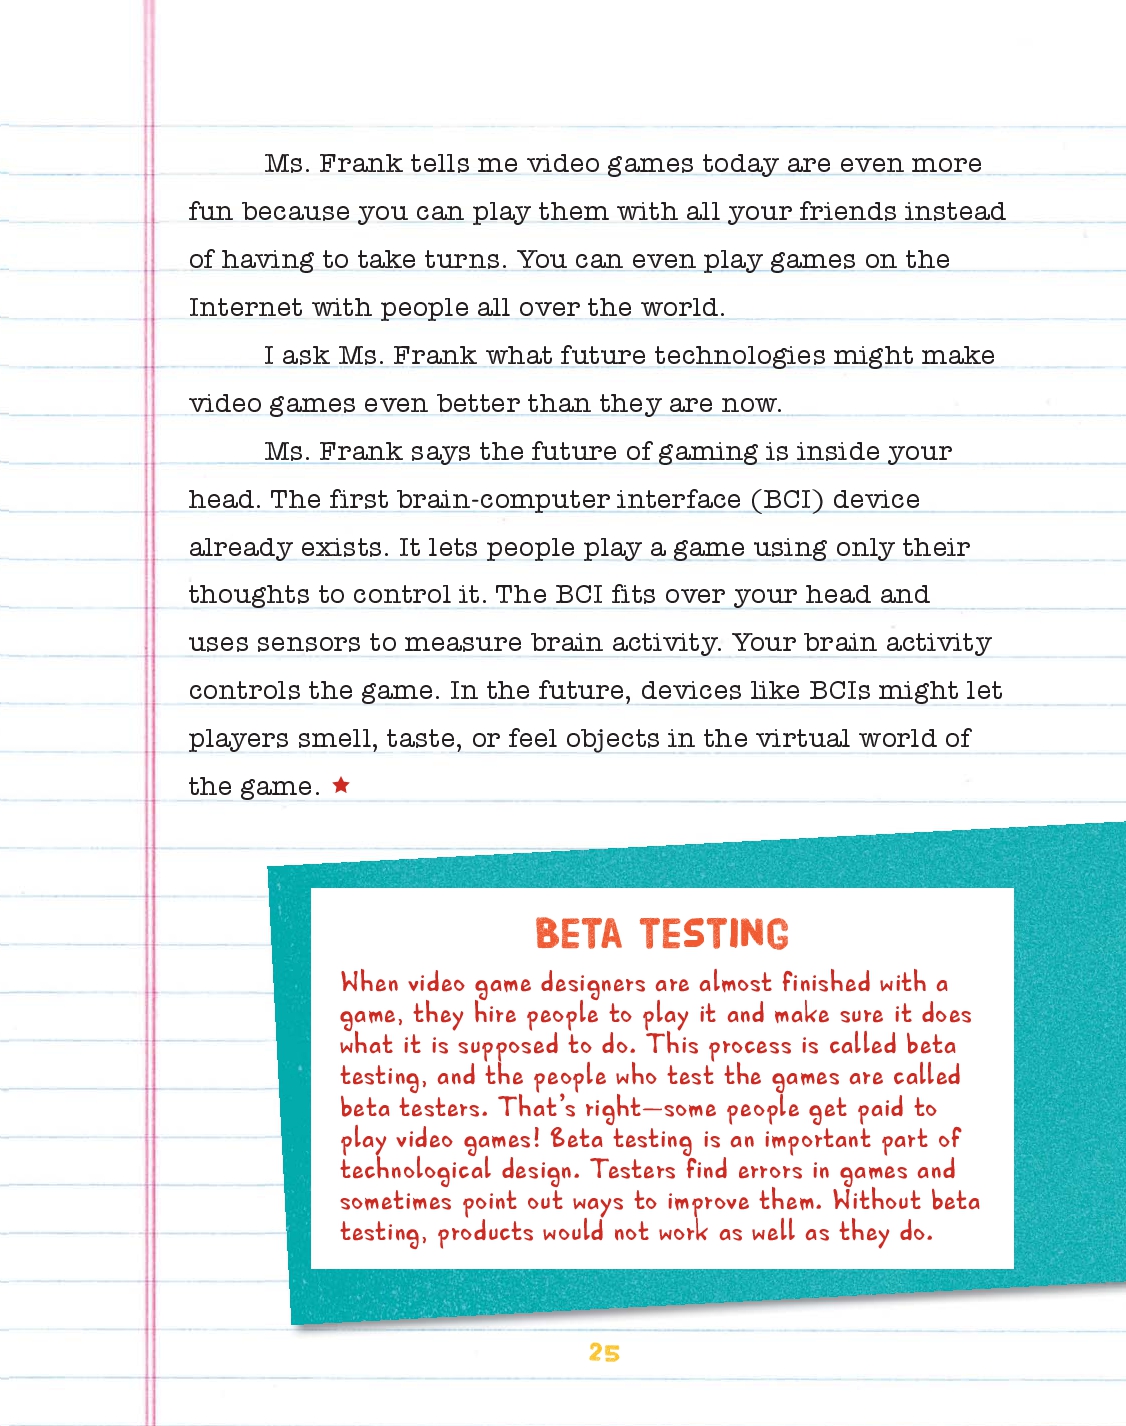 Ms. Frank tells me video games today are even more
fun because you can play them with all your friends instead
of having to take turns. You can even play games on the
Internet with people all over the world.
I ask Ms. Frank what future technologies might make
video games even better than they are now.
Ms. Frank says the future of gaming is inside your
head. The first brain-computer interface (BCI) device
already exists. It lets people play a game using only their
thoughts to control it. The BCI fits over your head and
uses sensors to measure brain activity. Your brain activity
controls the game. In the future, devices like BCIs might let
players smell, taste, or feel objects in the virtual world of
the game. ★
BETA TESTING
When video game designers are almost finished with a
game, they hire people to play it and make sure it does
what it is supposed to do. This process is called beta
testing, and the people who test the games are called
beta testers. That's right—some people get paid to
play video games! Beta testing is an important part of
technological design. Testers find errors in games and
sometimes point out ways to improve them. Without beta
testing, products would not work as well as they do.
25